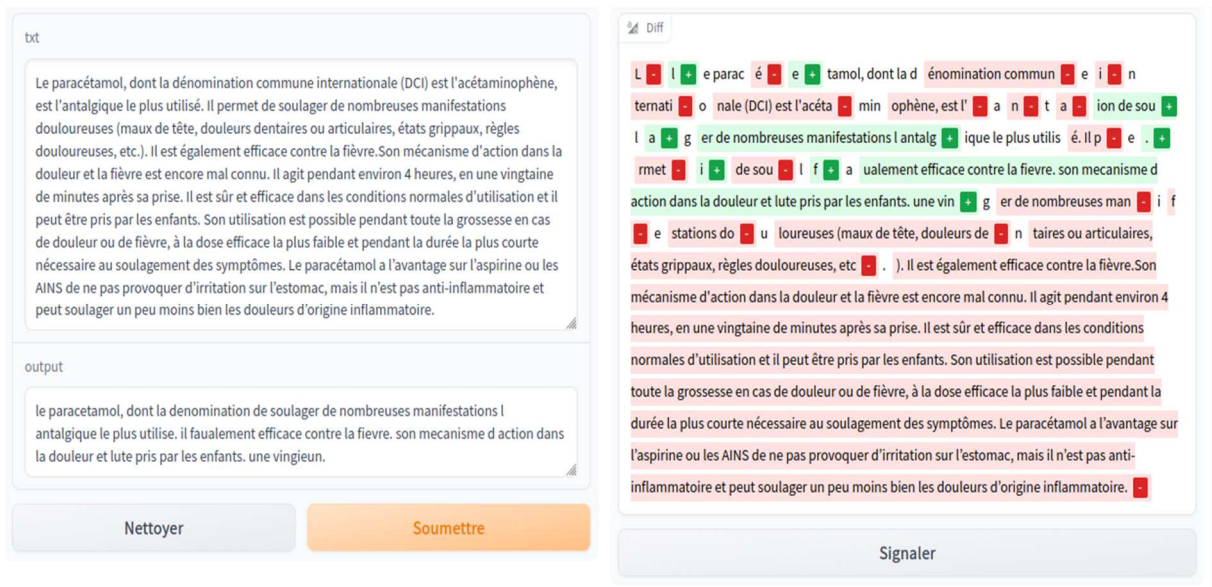 txt
Le paracétamol, dont la dénomination commune internationale (DCI) est l'acétaminophène,
est l'antalgique le plus utilisé. Il permet de soulager de nombreuses manifestations
douloureuses (maux de tête, douleurs dentaires ou articulaires, états grippaux, règles
douloureuses, etc.). Il est également efficace contre la fièvre.Son mécanisme d'action dans la
douleur et la fièvre est encore mal connu. Il agit pendant environ 4 heures, en une vingtaine
de minutes après sa prise. Il est sûr et efficace dans les conditions normales d’utilisation et il
peut être pris par les enfants. Son utilisation est possible pendant toute la grossesse en cas
de douleur ou de fièvre, à la dose efficace la plus faible et pendant la durée la plus courte
nécessaire au soulagement des symptômes. Le paracétamol a l’avantage sur l’aspirine ou les
AINS de ne pas provoquer d’irritation sur l’estomac, mais il n’est pas anti-inflammatoire et
peut soulager un peu moins bien les douleurs d’origine inflammatoire.
output
le paracetamol, dont la denomination de soulager de nombreuses manifestations l
antalgique le plus utilise. il faualement efficace contre la fievre. son mecanisme d action dans
la douleur et lute pris par les enfants. une vingieun.
Nettoyer
Soumettre
Diff
L - l + e parac é - e + tamol, dont la d énomination commun - e i - n
ternati - o nale (DCI) est l'acéta - min ophène, est l' - a n - t a - ion de sou +
l a + g er de nombreuses manifestations l antalg + ique le plus utilis é. Il p - e . +
rmet - i + de sou - l f + a ualement efficace contre la fievre. son mecanisme d
action dans la douleur et lute pris par les enfants. une vin + g er de nombreuses man - i f
- e stations do - u loureuses (maux de tête, douleurs de - n taires ou articulaires,
états grippaux, règles douloureuses, etc - . ). Il est également efficace contre la fièvre.Son
mécanisme d'action dans la douleur et la fièvre est encore mal connu. Il agit pendant environ 4
heures, en une vingtaine de minutes après sa prise. Il est sûr et efficace dans les conditions
normales d’utilisation et il peut être pris par les enfants. Son utilisation est possible pendant
toute la grossesse en cas de douleur ou de fièvre, à la dose efficace la plus faible et pendant la
durée la plus courte nécessaire au soulagement des symptômes. Le paracétamol a l’avantage sur
l’aspirine ou les AINS de ne pas provoquer d’irritation sur l’estomac, mais il n’est pas anti-
inflammatoire et peut soulager un peu moins bien les douleurs d’origine inflammatoire. -
Signaler